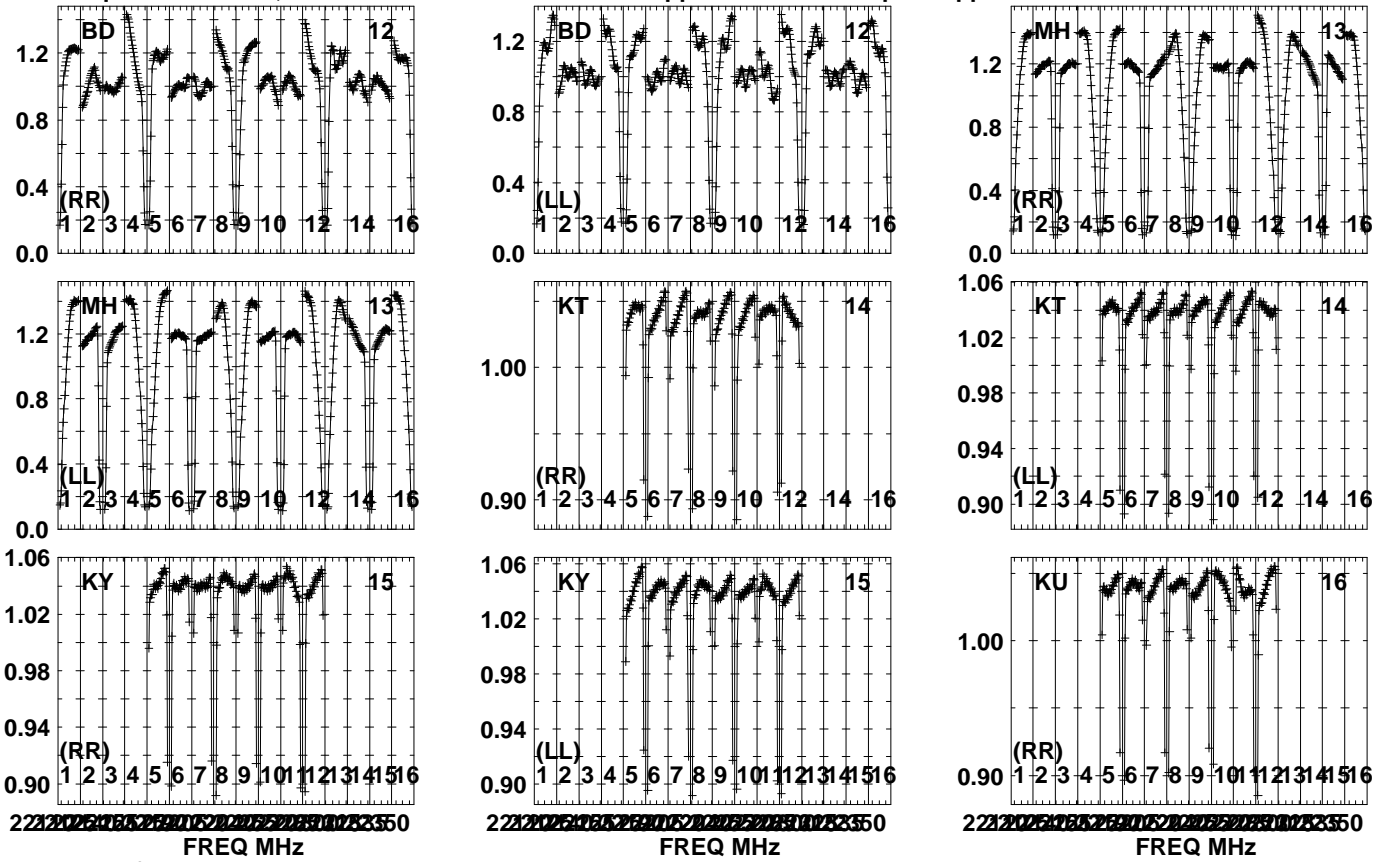 BD 12
1.2
0.8
0.4
0.0
(RR)
1 2 3 4 5 6 7 8 9 10 12 14 16
BD 12
1.2
0.8
0.4
0.0
(LL)
1 2 3 4 5 6 7 8 9 10 12 14 16
MH 13
1.2
0.8
0.4
0.0
(RR)
1 2 3 4 5 6 7 8 9 10 12 14 16
MH 13
1.2
0.8
0.4
0.0
(LL)
1 2 3 4 5 6 7 8 9 10 12 14 16
KT 14
1.00
0.90
(RR)
1 2 3 4 5 6 7 8 9 10 12 14 16
KT 14
1.06
1.02
0.98
0.94
0.90
(LL)
1 2 3 4 5 6 7 8 9 10 12 14 16
KY 15
1.06
1.02
0.98
0.94
0.90
(RR)
1 2 3 4 5 6 7 8 9 10 11 12 13 14 15 16
KY 15
1.06
1.02
0.98
0.94
0.90
(LL)
1 2 3 4 5 6 7 8 9 10 11 12 13 14 15 16
KU 16
1.00
0.90
(RR)
1 2 3 4 5 6 7 8 9 10 11 12 13 14 15 16
FREQ MHz
FREQ MHz
FREQ MHz